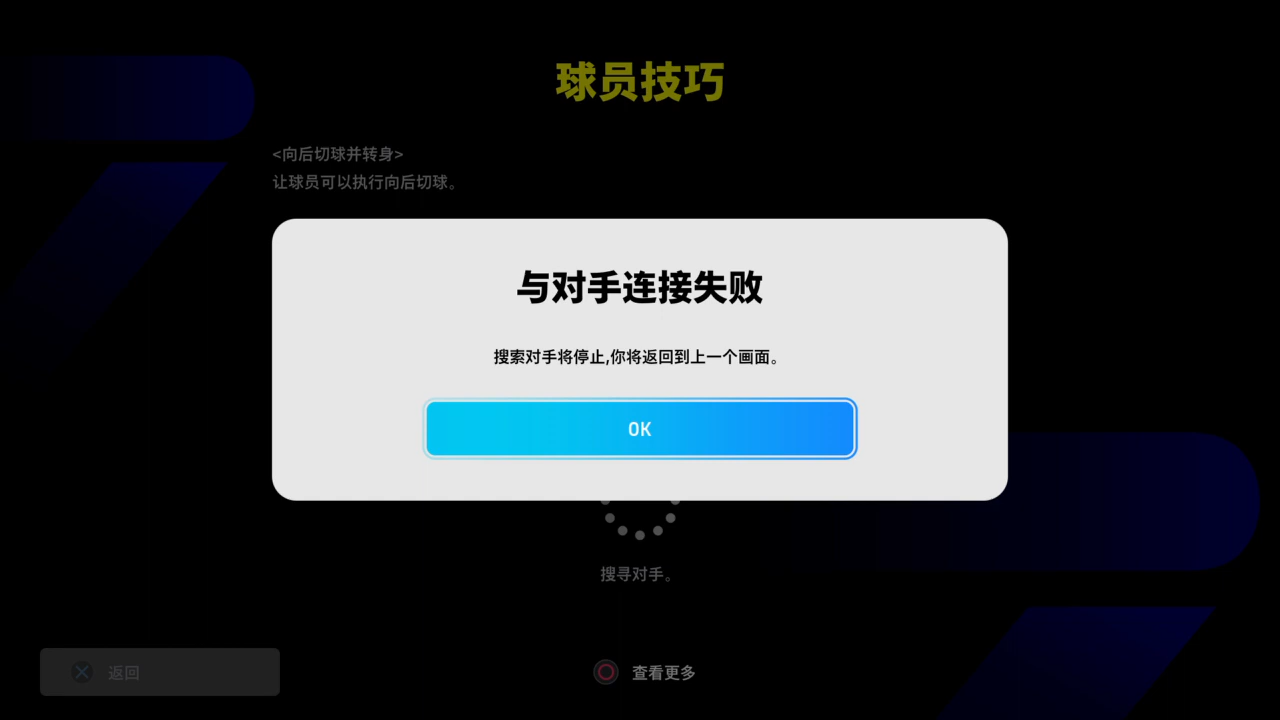 球员技巧
<向后切球并转身>
让球员可以执行向后切球。
与对手连接失败
搜索对手将停止,你将返回到上一个画面。
OK
搜寻对手。
返回
查看更多